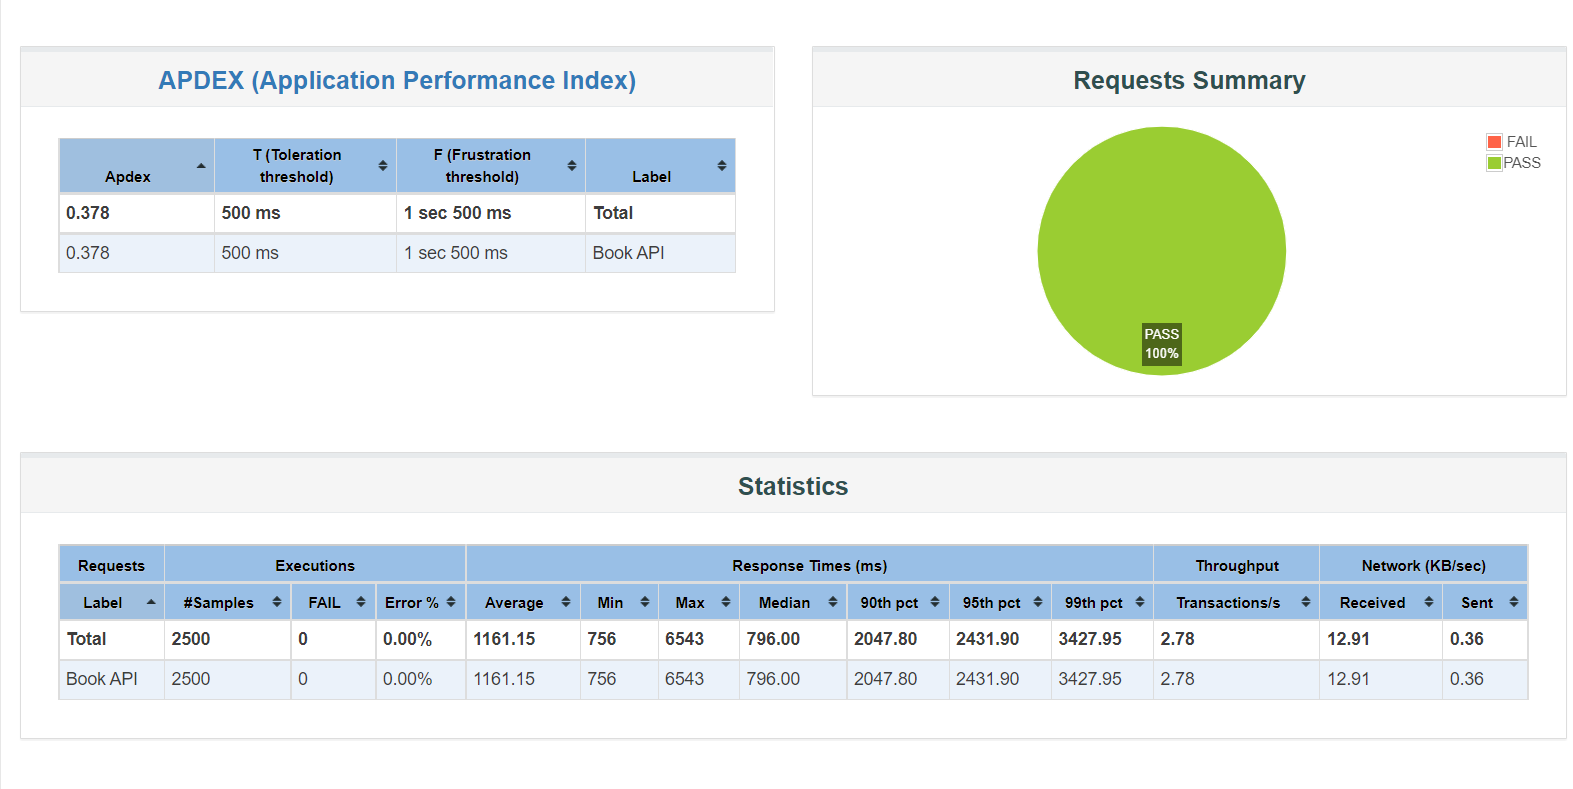 APDEX (Application Performance Index)
Apdex T (Toleration threshold) F (Frustration threshold) Label
0.378 500 ms 1 sec 500 ms Total
0.378 500 ms 1 sec 500 ms Book API
Requests Summary
FAIL
PASS
PASS
100%
Statistics
Requests Executions Response Times (ms) Throughput Network (KB/sec)
Label #Samples FAIL Error % Average Min Max Median 90th pct 95th pct 99th pct Transactions/s Received Sent
Total 2500 0 0.00% 1161.15 756 6543 796.00 2047.80 2431.90 3427.95 2.78 12.91 0.36
Book API 2500 0 0.00% 1161.15 756 6543 796.00 2047.80 2431.90 3427.95 2.78 12.91 0.36